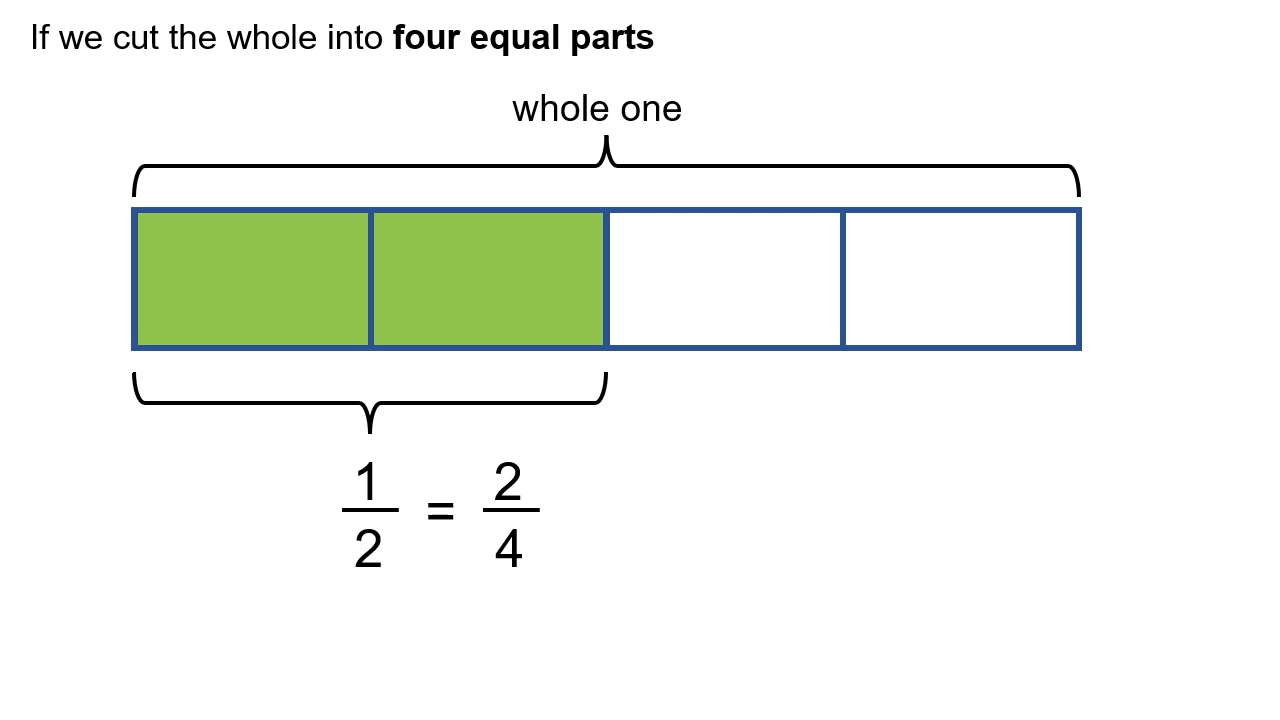 If we cut the whole into four equal parts
whole one
1 = 2
2 4